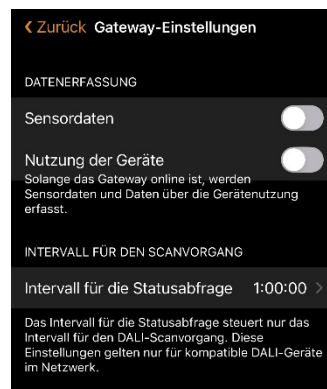 Zurück Gateway-Einstellungen
DATENERFASSUNG
Sensordaten
Nutzung der Geräte
Solange das Gateway online ist, werden
Sensordaten und Daten über die Gerätenutzung
erfasst.
INTERVALL FÜR DEN SCANVORGANG
Intervall für die Statusabfrage 1:00:00
Das Intervall für die Statusabfrage steuert nur das
Intervall für den DALI-Scanvorgang. Diese
Einstellungen gelten nur für kompatible DALI-Geräte
im Netzwerk.